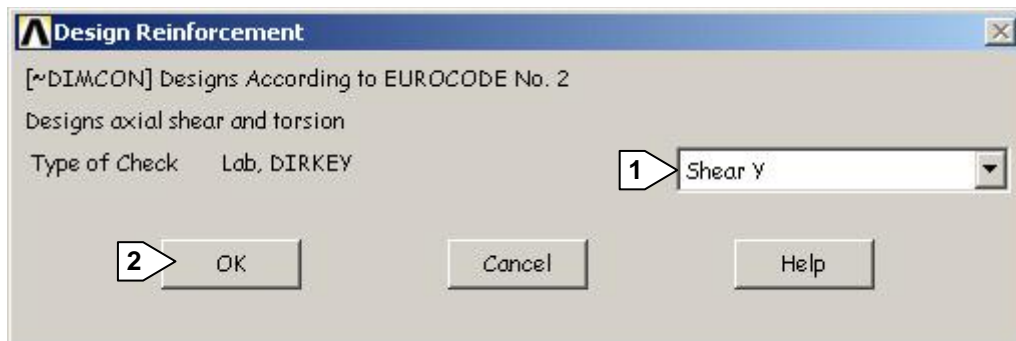 Design Reinforcement
[~DIMCON] Designs According to EUROCODE No. 2
Designs axial shear and torsion
Type of Check Lab, DIRKEY 1 Shear Y
2 OK Cancel Help